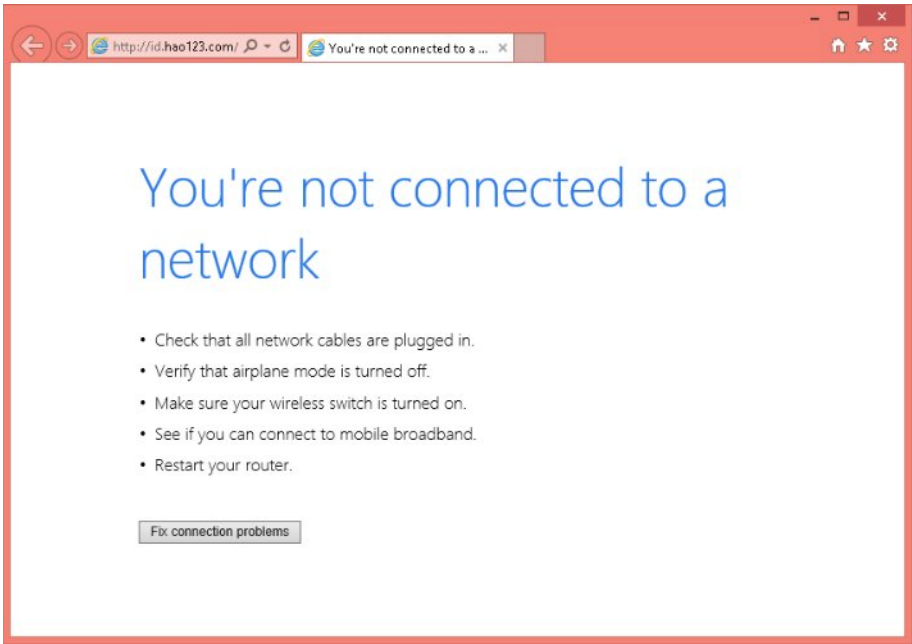 http://id.hao123.com/
You're not connected to a ...
You're not connected to a
network
• Check that all network cables are plugged in.
• Verify that airplane mode is turned off.
• Make sure your wireless switch is turned on.
• See if you can connect to mobile broadband.
• Restart your router.
Fix connection problems